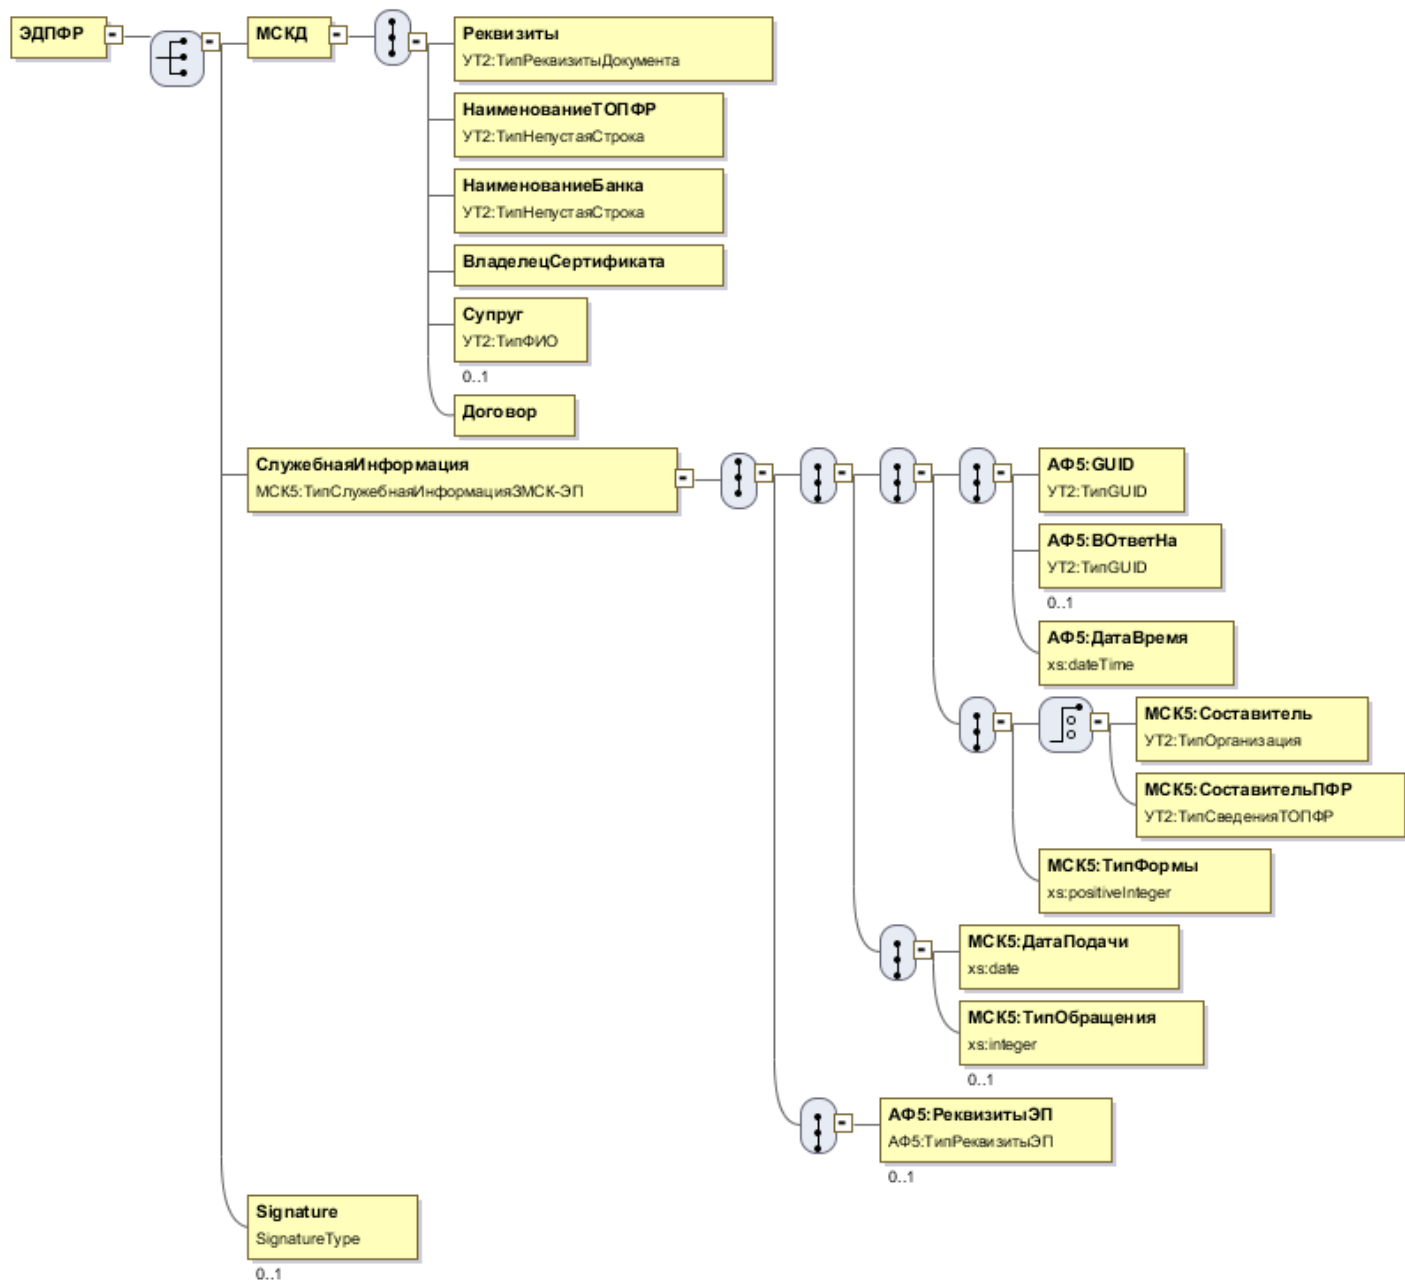 ЭДПФР
МСКД
Реквизиты
УТ2:ТипРеквизитыДокумента
НаименованиеТОПФР
УТ2:ТипНепустаяСтрока
НаименованиеБанка
УТ2:ТипНепустаяСтрока
ВладелецСертификата
Супруг
УТ2:ТипФИО
0..1
Договор
СлужебнаяИнформация
МСК5:ТипСлужебнаяИнформацияЗМСК-ЭП
АФ5:GUID
УТ2:ТипGUID
АФ5:ВОтветНа
УТ2:ТипGUID
0..1
АФ5:ДатаВремя
xs:dateTime
МСК5:Составитель
УТ2:ТипОрганизация
МСК5:СоставительПФР
УТ2:ТипСведенияТОПФР
МСК5:ТипФормы
xs:positiveInteger
МСК5:ДатаПодачи
xs:date
МСК5:ТипОбращения
xs:integer
0..1
АФ5:РеквизитыЭП
АФ5:ТипРеквизитыЭП
0..1
Signature
SignatureType
0..1